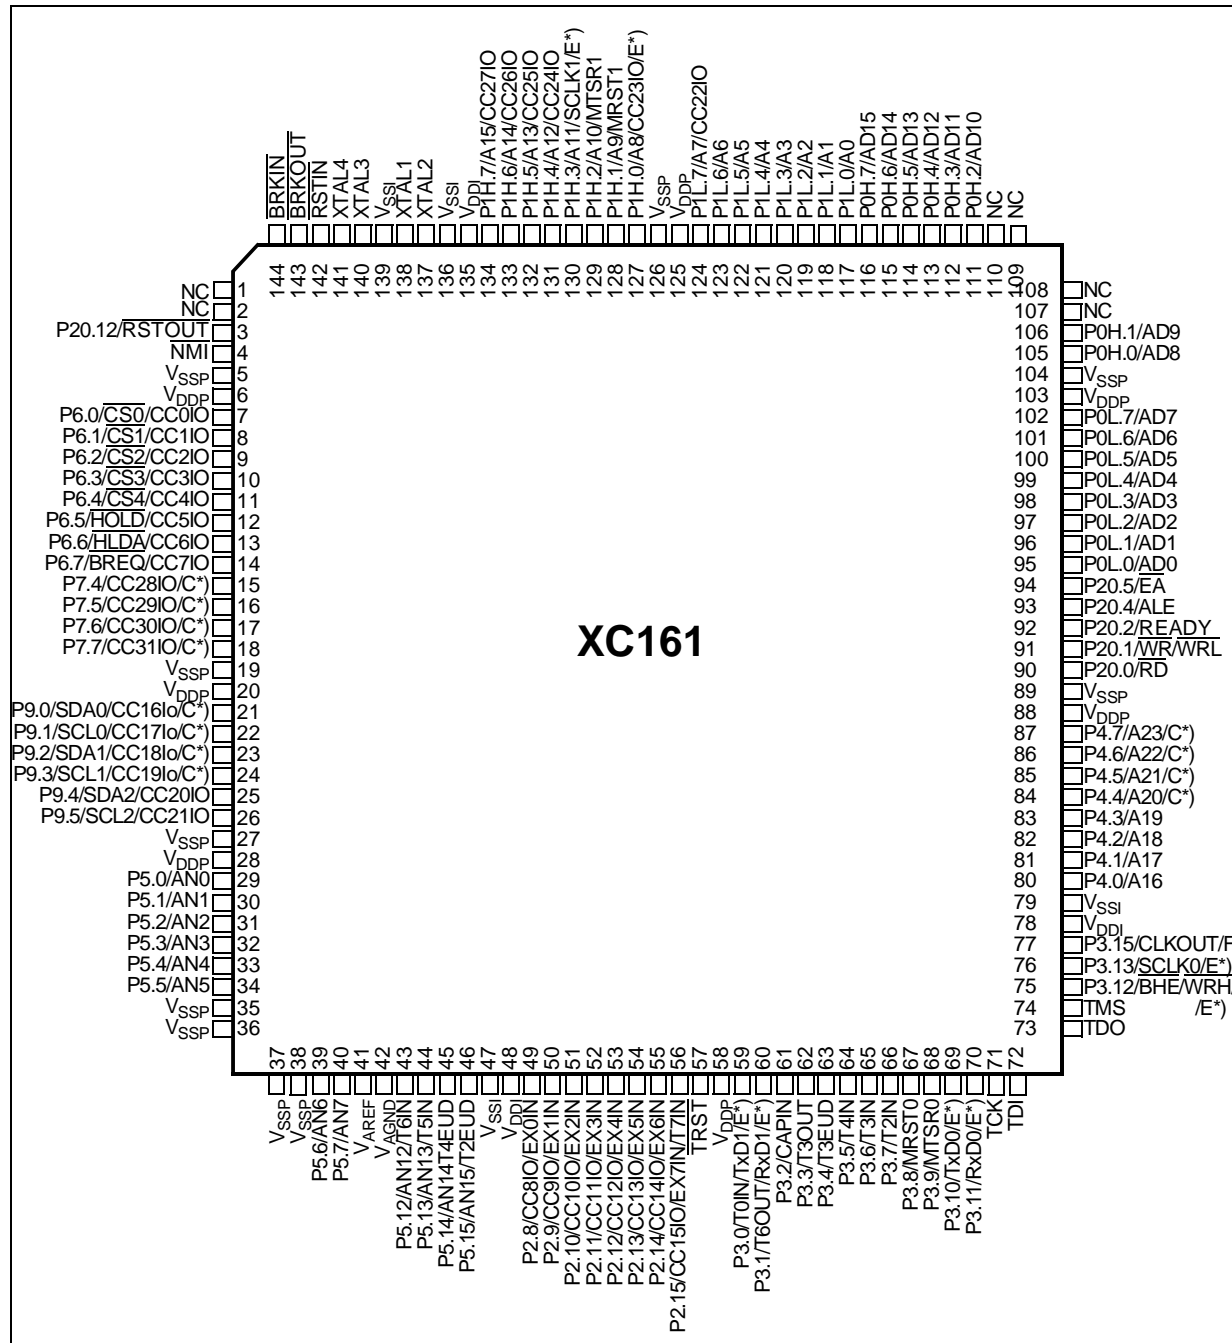 BRKIN
BRKOUT
RSTIN
XTAL4
XTAL3
VSSI
XTAL1
XTAL2
VSSI
VDDI
P1H.7/A15/CC27IO
P1H.6/A14/CC26IO
P1H.5/A13/CC25IO
P1H.4/A12/CC24IO
P1H.3/A11/SCLK1/E*)
P1H.2/A10/MTSR1
P1H.1/A9/MRST1
P1H.0/A8/CC23IO/E*)
VSSP
VDDP
P1L.7/A7/CC22IO
P1L.6/A6
P1L.5/A5
P1L.4/A4
P1L.3/A3
P1L.2/A2
P1L.1/A1
P1L.0/A0
P0H.7/AD15
P0H.6/AD14
P0H.5/AD13
P0H.4/AD12
P0H.3/AD11
P0H.2/AD10
NC
NC
144
143
142
141
140
139
138
137
136
135
134
133
132
131
130
129
128
127
126
125
124
123
122
121
120
119
118
117
116
115
114
113
112
111
110
109
NC 1
NC 2
P20.12/RSTOUT 3
NMI 4
VSSP 5
VDDP 6
P6.0/CS0/CC0IO 7
P6.1/CS1/CC1IO 8
P6.2/CS2/CC2IO 9
P6.3/CS3/CC3IO 10
P6.4/CS4/CC4IO 11
P6.5/HOLD/CC5IO 12
P6.6/HLDA/CC6IO 13
P6.7/BREQ/CC7IO 14
P7.4/CC28IO/C*) 15
P7.5/CC29IO/C*) 16
P7.6/CC30IO/C*) 17
P7.7/CC31IO/C*) 18
VSSP 19
VDDP 20
P9.0/SDA0/CC16Io/C*) 21
P9.1/SCL0/CC17Io/C*) 22
P9.2/SDA1/CC18Io/C*) 23
P9.3/SCL1/CC19Io/C*) 24
P9.4/SDA2/CC20IO 25
P9.5/SCL2/CC21IO 26
VSSP 27
VDDP 28
P5.0/AN0 29
P5.1/AN1 30
P5.2/AN2 31
P5.3/AN3 32
P5.4/AN4 33
P5.5/AN5 34
VSSP 35
VSSP 36
XC161
108 NC
107 NC
106 P0H.1/AD9
105 P0H.0/AD8
104 VSSP
103 VDDP
102 P0L.7/AD7
101 P0L.6/AD6
100 P0L.5/AD5
99 P0L.4/AD4
98 P0L.3/AD3
97 P0L.2/AD2
96 P0L.1/AD1
95 P0L.0/AD0
94 P20.5/EA
93 P20.4/ALE
92 P20.2/READY
91 P20.1/WR/WRL
90 P20.0/RD
89 VSSP
88 VDDP
87 P4.7/A23/C*)
86 P4.6/A22/C*)
85 P4.5/A21/C*)
84 P4.4/A20/C*)
83 P4.3/A19
82 P4.2/A18
81 P4.1/A17
80 P4.0/A16
79 VSSI
78 VDDI
77 P3.15/CLKOUT/F
76 P3.13/SCLK0/E*)
75 P3.12/BHE/WRH/
74 TMS /E*)
73 TDO
37
38
39
40
41
42
43
44
45
46
47
48
49
50
51
52
53
54
55
56
57
58
59
60
61
62
63
64
65
66
67
68
69
70
71
72
VSSP
VSSP
P5.6/AN6
P5.7/AN7
VAREF
VAGND
P5.12/AN12/T6IN
P5.13/AN13/T5IN
P5.14/AN14T4EUD
P5.15/AN15/T2EUD
VSSI
VDDI
P2.8/CC8IO/EX0IN
P2.9/CC9IO/EX1IN
P2.10/CC10IO/EX2IN
P2.11/CC11IO/EX3IN
P2.12/CC12IO/EX4IN
P2.13/CC13IO/EX5IN
P2.14/CC14IO/EX6IN
P2.15/CC15IO/EX7IN/T7IN
TRST
VDDP
P3.0/T0IN/TxD1/E*)
P3.1/T6OUT/RxD1/E*)
P3.2/CAPIN
P3.3/T3OUT
P3.4/T3EUD
P3.5/T4IN
P3.6/T3IN
P3.7/T2IN
P3.8/MRST0
P3.9/MTSR0
P3.10/TxD0/E*)
P3.11/RxD0/E*)
TCK
TDI